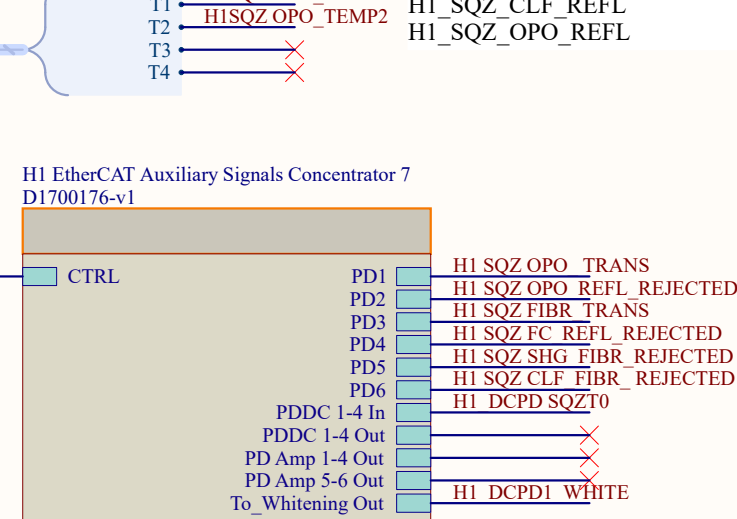 T1
H1_SQZ_CLF_REFL
T2
H1SQZ OPO_TEMP2
H1_SQZ_OPO_REFL
T3
T4
H1 EtherCAT Auxiliary Signals Concentrator 7
D1700176-v1
CTRL
PD1
H1 SQZ OPO_TRANS
PD2
H1 SQZ OPO_REFL_REJECTED
PD3
H1 SQZ FIBR_TRANS
PD4
H1 SQZ FC_REFL_REJECTED
PD5
H1 SQZ SHG_FIBR_REJECTED
PD6
H1 SQZ CLF_FIBR_ REJECTED
PDDC 1-4 In
H1_DCPD SQZT0
PDDC 1-4 Out
PD Amp 1-4 Out
PD Amp 5-6 Out
To_Whitening Out
H1_DCPD1_WHITE